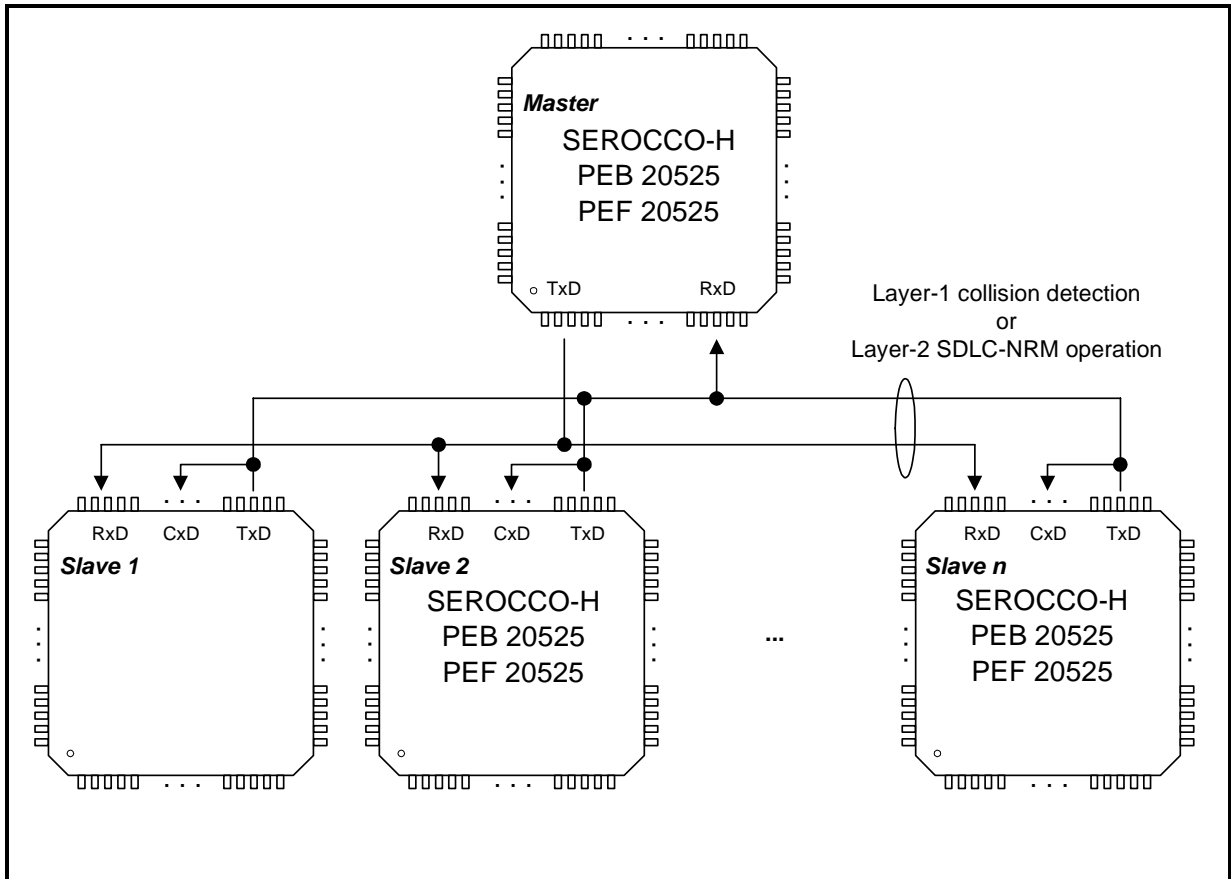 Master
SEROCCO-H
PEB 20525
PEF 20525
TxD
RxD
Layer-1 collision detection
or
Layer-2 SDLC-NRM operation
RxD
CxD
TxD
Slave 1
RxD
CxD
TxD
Slave 2
SEROCCO-H
PEB 20525
PEF 20525
...
RxD
CxD
TxD
Slave n
SEROCCO-H
PEB 20525
PEF 20525